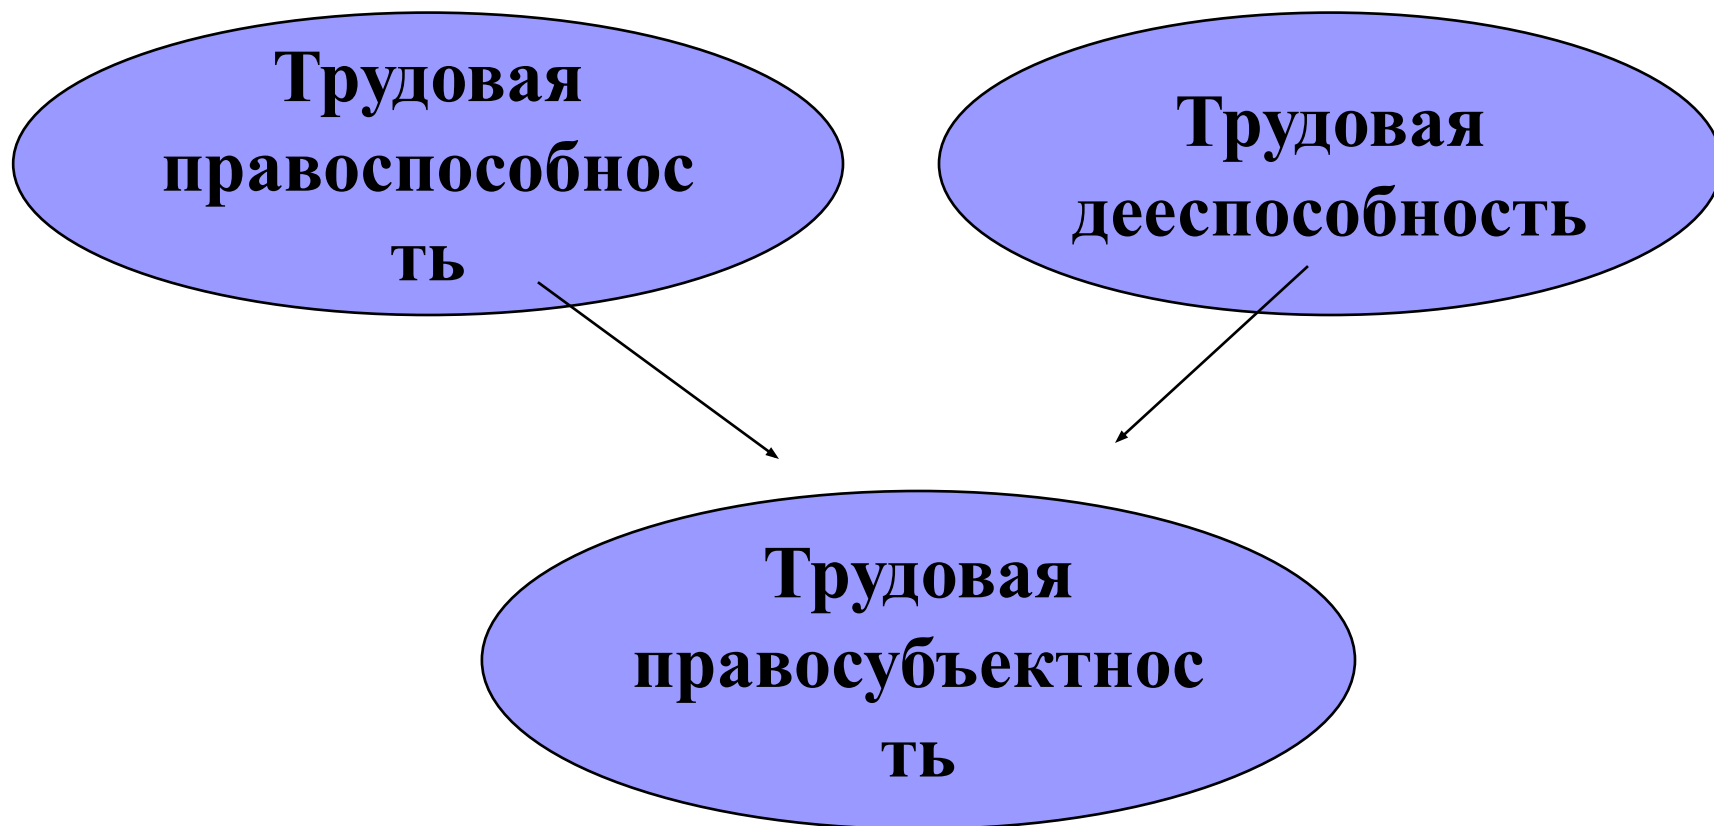 Трудовая
правоспособнос
ть
Трудовая
дееспособность
Трудовая
правосубъектнос
ть